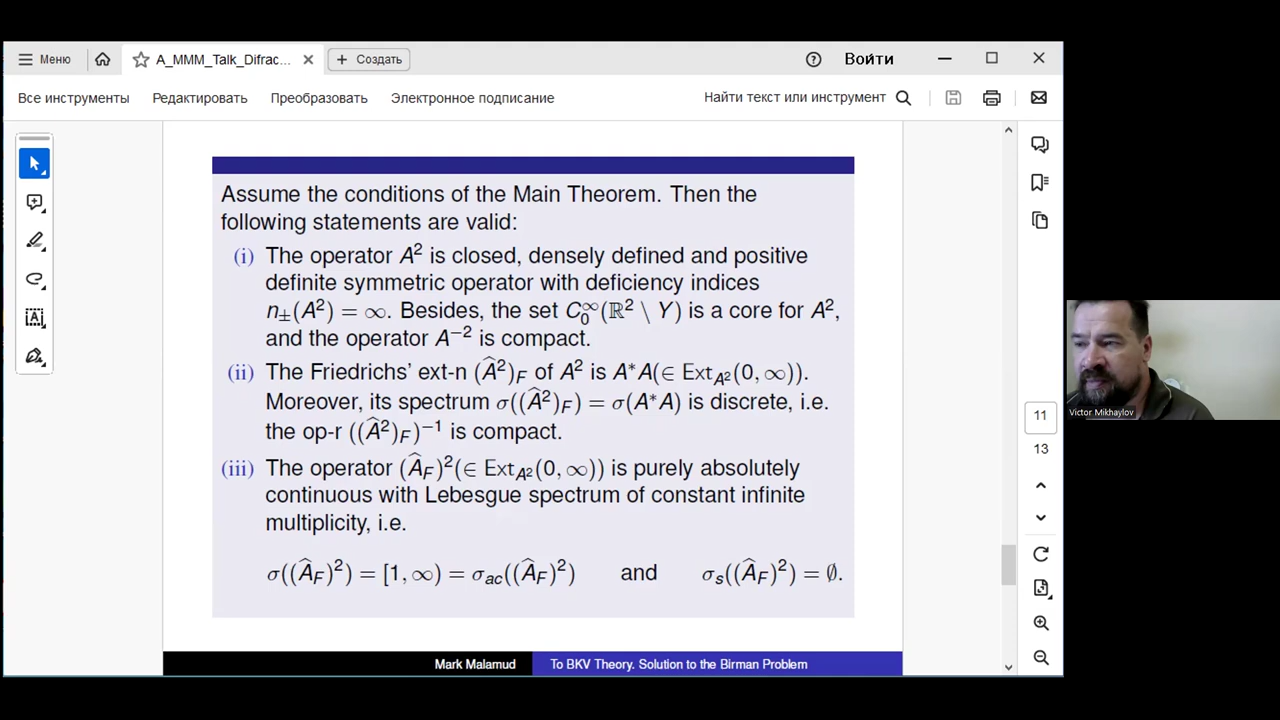 Меню
A_MMM_Talk_Difrac...
Создать
Войти
Все инструменты
Редактировать
Преобразовать
Электронное подписание
Найти текст или инструмент
Assume the conditions of the Main Theorem. Then the
following statements are valid:
(i) The operator A² is closed, densely defined and positive
definite symmetric operator with deficiency indices
n±(A²) = ∞. Besides, the set C₀^∞(ℝ² \ Y) is a core for A²,
and the operator A⁻² is compact.
(ii) The Friedrichs' ext-n (Â²)_F of A² is A*A(∈ Ext_{A²}(0, ∞)).
Moreover, its spectrum σ((Â²)_F) = σ(A*A) is discrete, i.e.
the op-r ((Â²)_F)⁻¹ is compact.
(iii) The operator (Â_F)²(∈ Ext_{A²}(0, ∞)) is purely absolutely
continuous with Lebesgue spectrum of constant infinite
multiplicity, i.e.
σ((Â_F)²) = [1, ∞) = σ_ac((Â_F)²) and σ_s((Â_F)²) = ∅.
Mark Malamud
To BKV Theory. Solution to the Birman Problem
11
13
Victor Mikhaylov